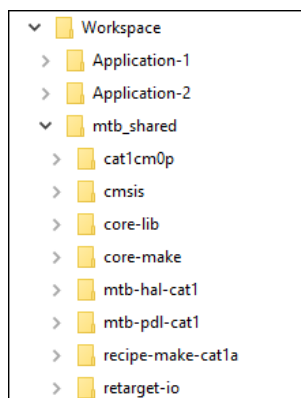 Workspace
Application-1
Application-2
mtb_shared
cat1cm0p
cmsis
core-lib
core-make
mtb-hal-cat1
mtb-pdl-cat1
recipe-make-cat1a
retarget-io